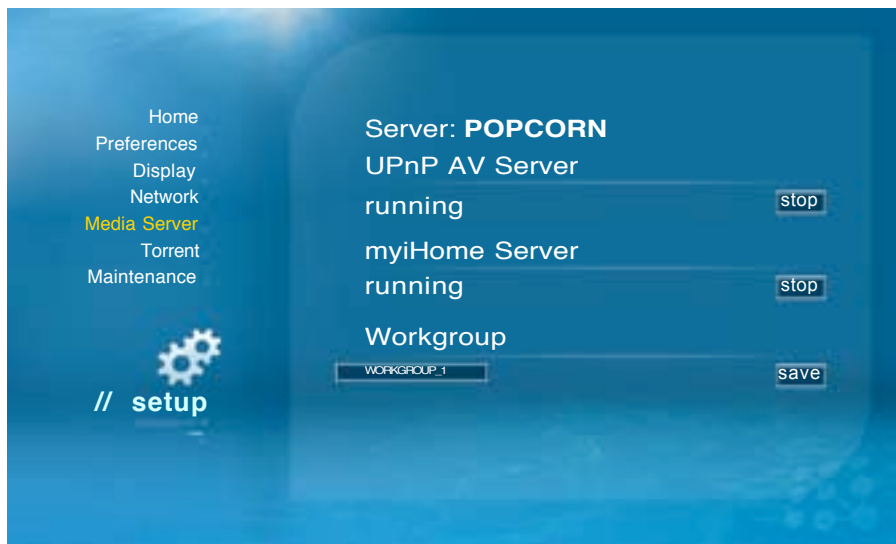 Home
Preferences
Display
Network
Media Server
Torrent
Maintenance
// setup
Server: POPCORN
UPnP AV Server
running
stop
myiHome Server
running
stop
Workgroup
WORKGROUP_1
save